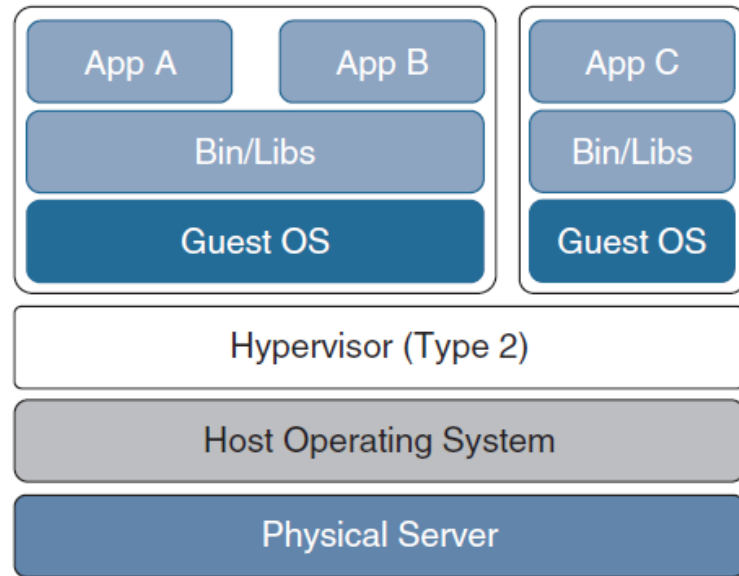 App A
App B
App C
Bin/Libs
Bin/Libs
Guest OS
Guest OS
Hypervisor (Type 2)
Host Operating System
Physical Server